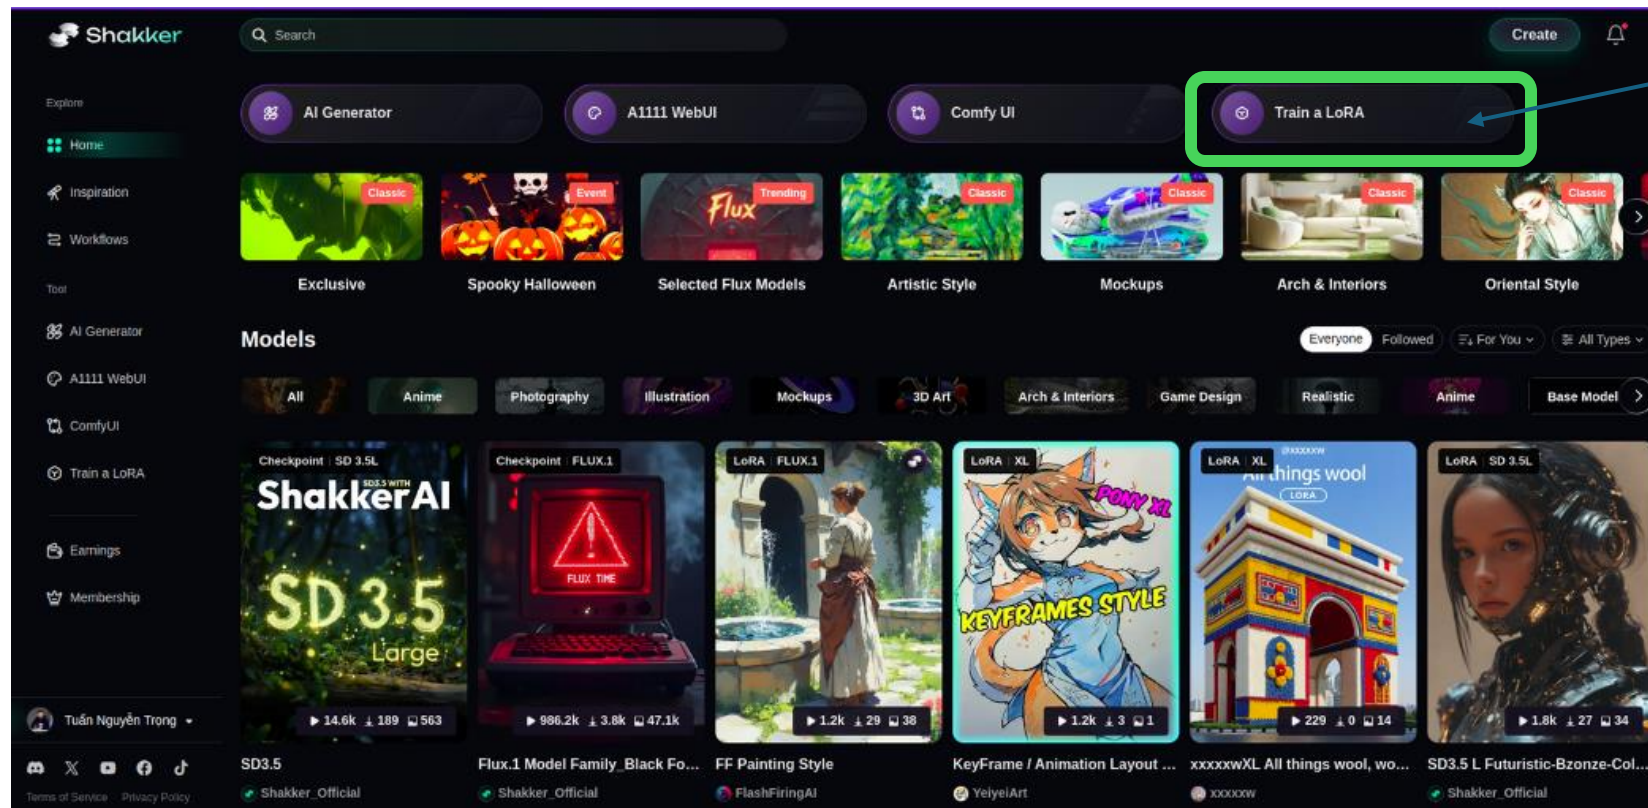 Shakker
Search
Create
Explore
Home
Inspiration
Workflows
Tool
AI Generator
A1111 WebUI
ComfyUI
Train a LoRA
Earnings
Membership
Tuấn Nguyễn Trọng
Terms of Service Privacy Policy
AI Generator
A1111 WebUI
Comfy UI
Train a LoRA
Classic
Event
Flux
Trending
Classic
Classic
Classic
Classic
Exclusive
Spooky Halloween
Selected Flux Models
Artistic Style
Mockups
Arch & Interiors
Oriental Style
Models
Everyone Followed
For You
All Types
All
Anime
Photography
Illustration
Mockups
3D Art
Arch & Interiors
Game Design
Realistic
Anime
Base Model
Checkpoint SD 3.5L
SD3.5 WITH
ShakkerAI
SD 3.5
Large
14.6k 189 563
SD3.5
Shakker_Official
Checkpoint FLUX.1
FLUX TIME
986.2k 3.8k 47.1k
Flux.1 Model Family_Black Fo...
Shakker_Official
LoRA FLUX.1
1.2k 29 38
FF Painting Style
FlashFiringAI
LoRA XL
PONY XL
KEYFRAMES STYLE
1.2k 3 1
KeyFrame / Animation Layout ...
YeiyeiArt
LoRA XL
@xxxxxw
All things wool
LORA
229 0 14
xxxxxwXL All things wool, wo...
xxxxxw
LoRA SD 3.5L
1.8k 27 34
SD3.5 L Futuristic-Bzonze-Col...
Shakker_Official